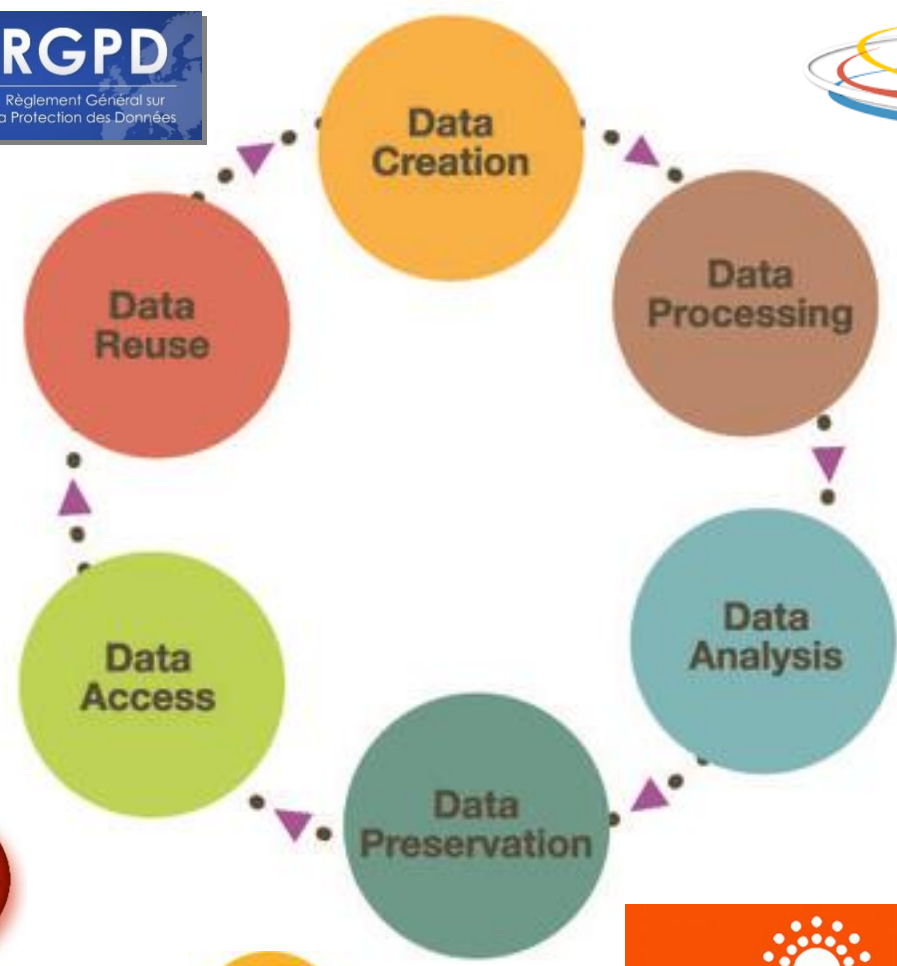 RGPD
Règlement Général sur
a Protection des Données
Data
Creation
Data
Processing
Data
Analysis
Data
Preservation
Data
Access
Data
Reuse